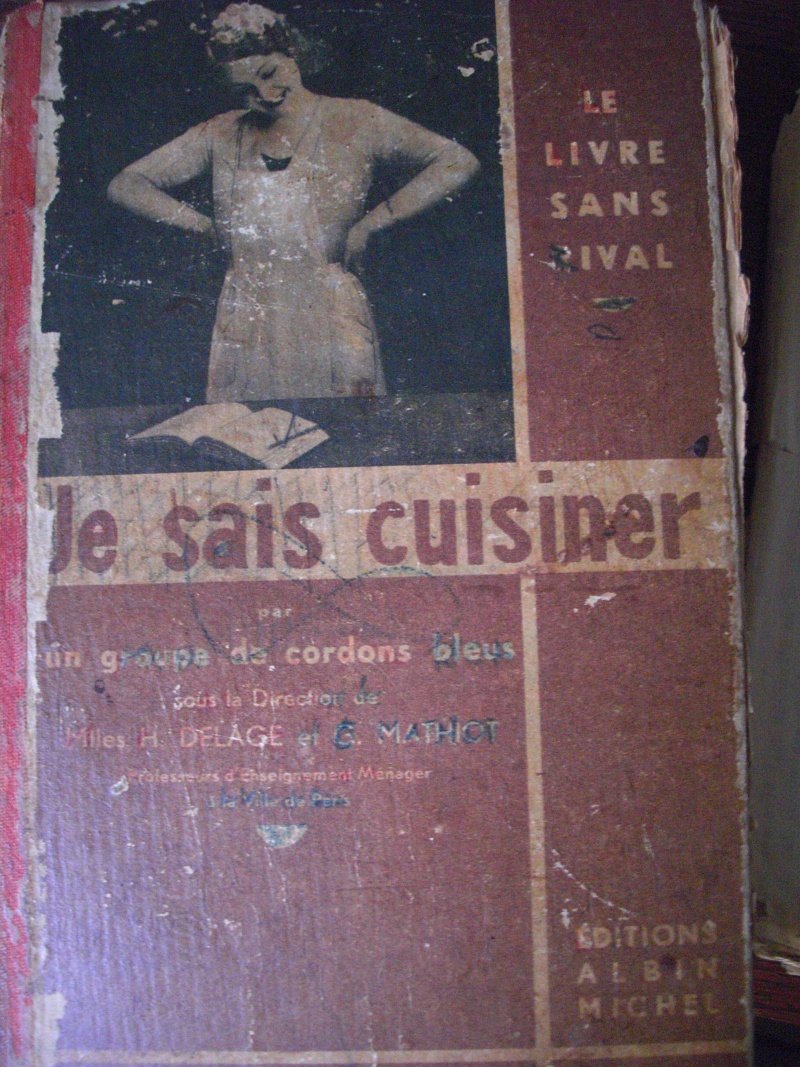 LE
LIVRE
SANS
RIVAL
Je sais cuisiner
par
un groupe de cordons bleus
sous la Direction de
Mlles H. DELAGE et G. MATHIOT
Professeurs d'Enseignement Ménager
à la Ville de Paris
ÉDITIONS
ALBIN
MICHEL